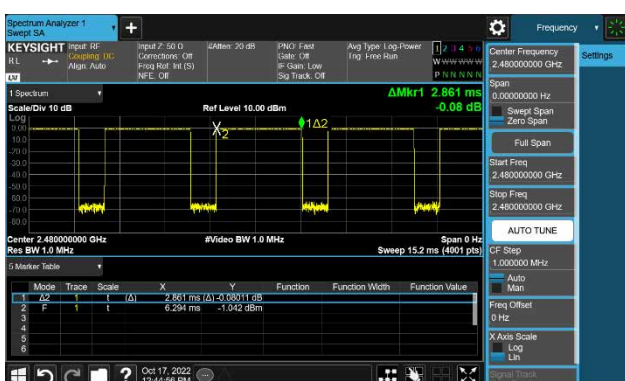 Spectrum Analyzer 1
Swept SA
Frequency
KEYSIGHT
RL
Input: RF
Coupling: DC
Align: Auto
Input Z: 50 Ω
Corrections: Off
Freq Ref: Int (S)
NFE: Off
#Atten: 20 dB
PNO: Fast
Gate: Off
IF Gain: Low
Sig Track: Off
Avg Type: Log-Power
Trig: Free Run
1 2 3 4 5 6
W W W W W W
P N N N N N
Center Frequency
2.480000000 GHz
Settings
1 Spectrum
ΔMkr1 2.861 ms
-0.08 dB
Scale/Div 10 dB
Ref Level 10.00 dBm
Log
0.00
-10.0
-20.0
-30.0
-40.0
-50.0
-60.0
-70.0
-80.0
X2
1Δ2
Span
0.00000000 Hz
Swept Span
Zero Span
Full Span
Start Freq
2.480000000 GHz
Stop Freq
2.480000000 GHz
AUTO TUNE
Center 2.480000000 GHz
Res BW 1.0 MHz
#Video BW 1.0 MHz
Span 0 Hz
Sweep 15.2 ms (4001 pts)
CF Step
1.000000 MHz
Auto
Man
Freq Offset
0 Hz
X Axis Scale
Log
Lin
Signal Track
5 Marker Table
Mode Trace Scale X Y Function Function Width Function Value
1 Δ2 1 t (Δ) 2.861 ms (Δ) -0.08011 dB
2 F 1 t 6.294 ms -1.042 dBm
3
4
5
6
?
Oct 17, 2022
12:44:56 PM